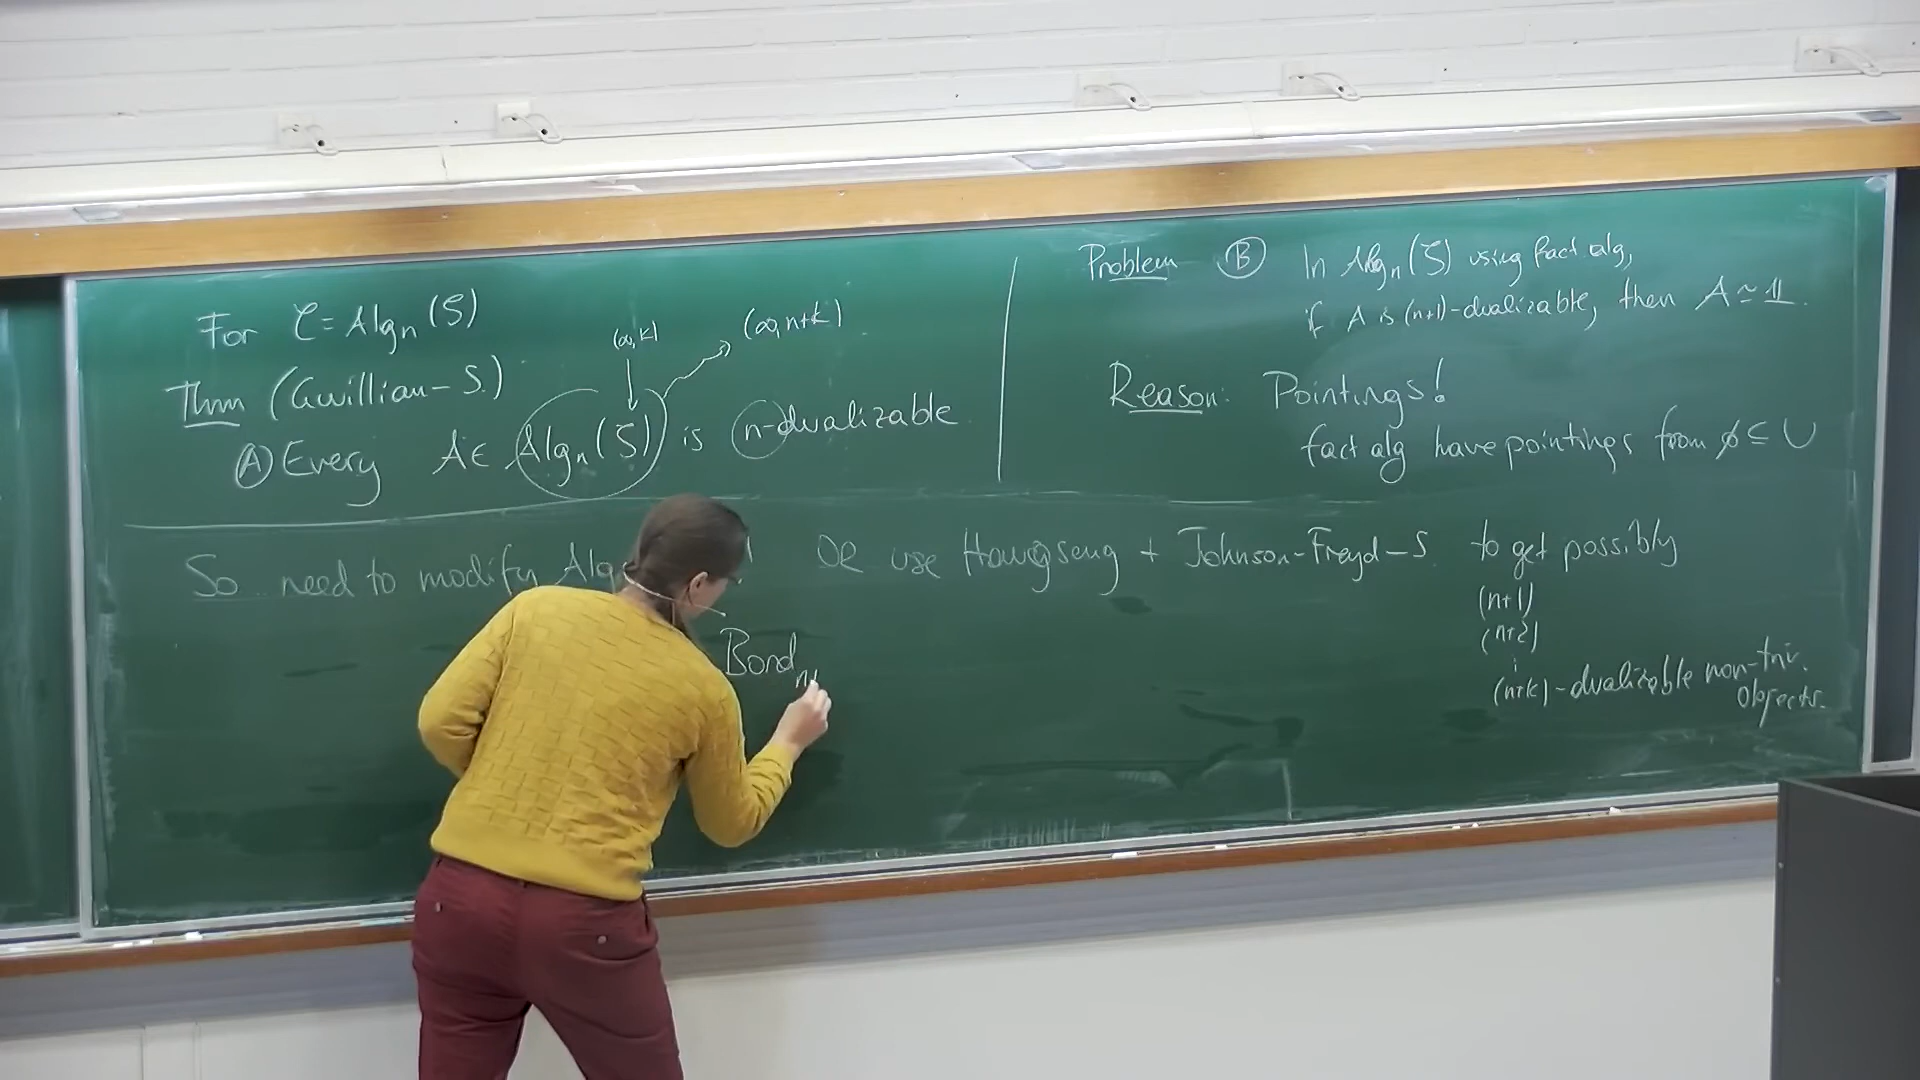 For C = Alg_n (S)
Thm (Gwilliam – S.)
(∞, k)
(∞, n+k)
Ⓐ Every A ∈ Alg_n (S) is n-dualizable
Problem Ⓑ In Alg_n (S) using fact alg,
if A is (n+1)-dualizable, then A ≃ 𝟙.
Reason: Pointings!
fact alg have pointings from ∅ ⊆ U
So need to modify Alg
OR use Haugseng + Johnson-Freyd – S. to get possibly
(n+1)
(n+2)
⋮
(n+k) - dualizable non-triv.
objects.
Bord_n